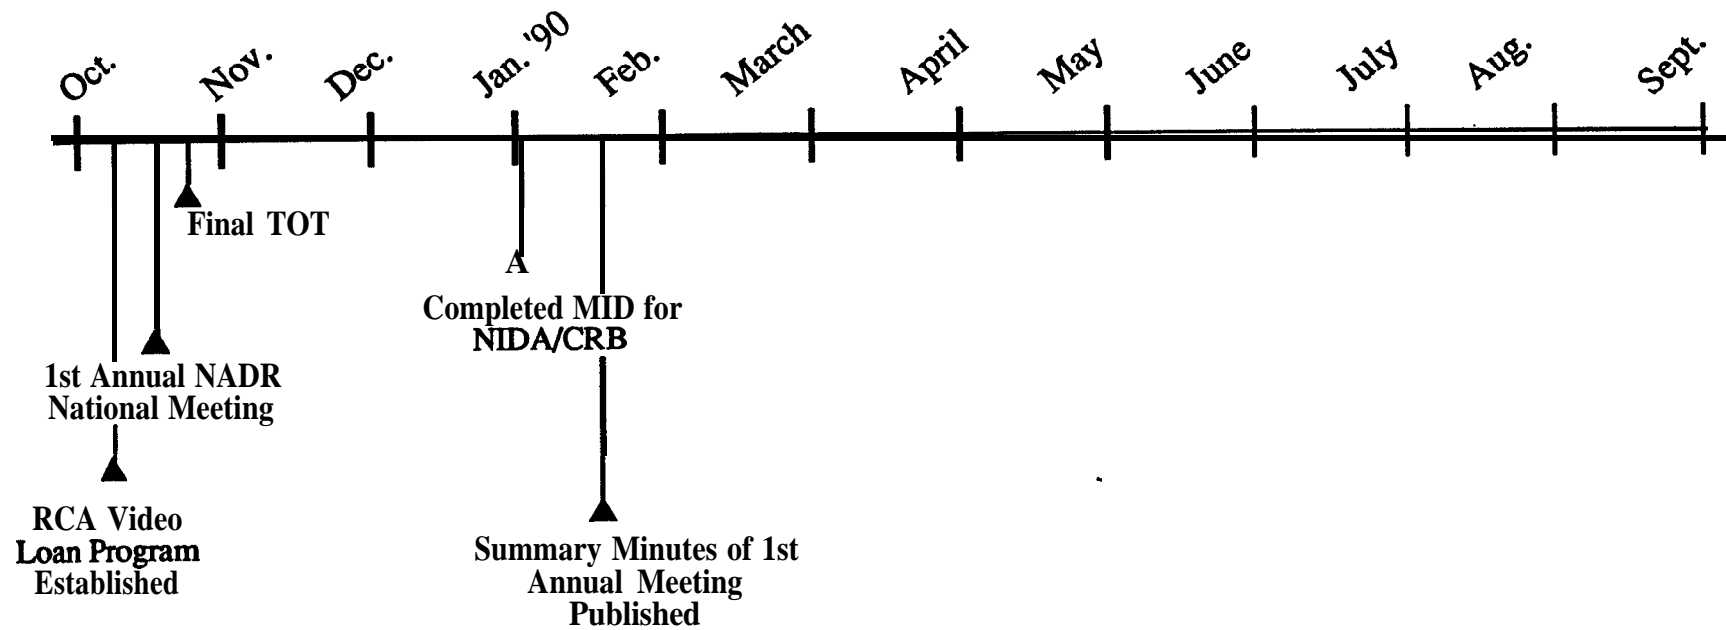 Oct.
Nov.
Dec.
Jan. '90
Feb.
March
April
May
June
July
Aug.
Sept.
Final TOT
A
Completed MID for
NIDA/CRB
1st Annual NADR
National Meeting
RCA Video
Loan Program
Established
Summary Minutes of 1st
Annual Meeting
Published